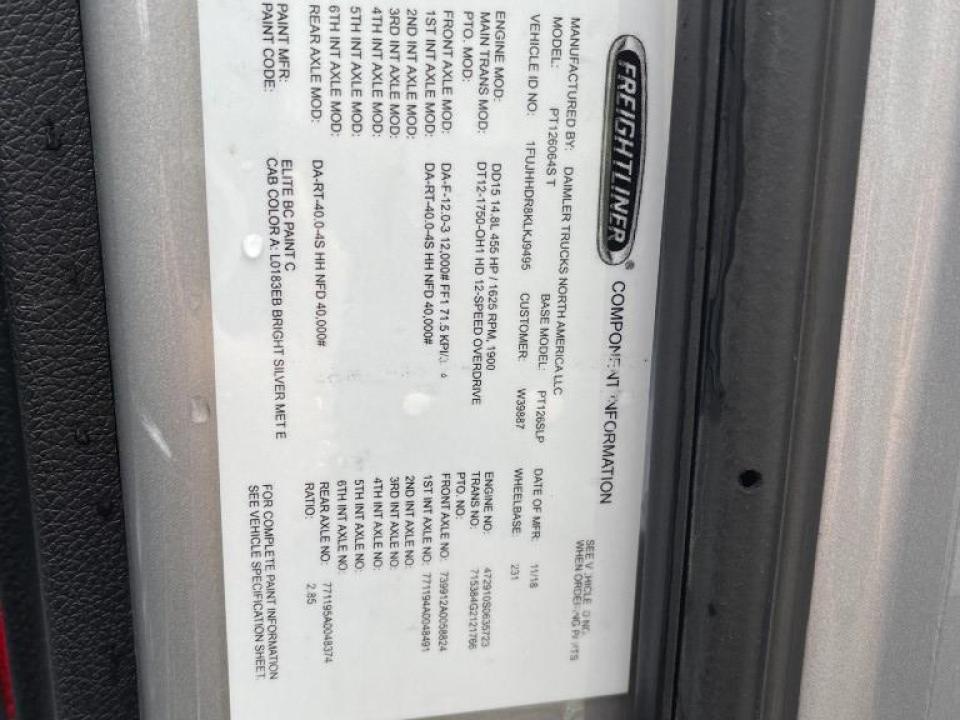 FREIGHTLINER® COMPONENT INFORMATION
SEE VEHICLE ID NO.
WHEN ORDERING PARTS
MANUFACTURED BY: DAIMLER TRUCKS NORTH AMERICA LLC
MODEL: PT126064S T BASE MODEL: PT126SLP DATE OF MFR: 11/18
VEHICLE ID NO: 1FUJHHDR8KLKJ9495 CUSTOMER: W39887 WHEELBASE: 231
ENGINE MOD: DD15 14.8L 455 HP / 1625 RPM, 1900 ENGINE NO: 472910S0635723
MAIN TRANS MOD: DT12-1750-OH1 HD 12-SPEED OVERDRIVE TRANS NO: 715384G2121766
PTO. MOD: PTO. NO:
FRONT AXLE MOD: DA-F-12.0-3 12,000# FF1 71.5 KPI/3. FRONT AXLE NO: 739912A0058824
1ST INT AXLE MOD: DA-RT-40.0-4S HH NFD 40,000# 1ST INT AXLE NO: 771194A0048491
2ND INT AXLE MOD: 2ND INT AXLE NO:
3RD INT AXLE MOD: 3RD INT AXLE NO:
4TH INT AXLE MOD: 4TH INT AXLE NO:
5TH INT AXLE MOD: 5TH INT AXLE NO:
6TH INT AXLE MOD: 6TH INT AXLE NO:
REAR AXLE MOD: DA-RT-40.0-4S HH NFD 40,000# REAR AXLE NO: 771195A0048374
RATIO: 2.85
PAINT MFR: ELITE BC PAINT C
PAINT CODE: CAB COLOR A: L0183EB BRIGHT SILVER MET E
FOR COMPLETE PAINT INFORMATION
SEE VEHICLE SPECIFICATION SHEET.